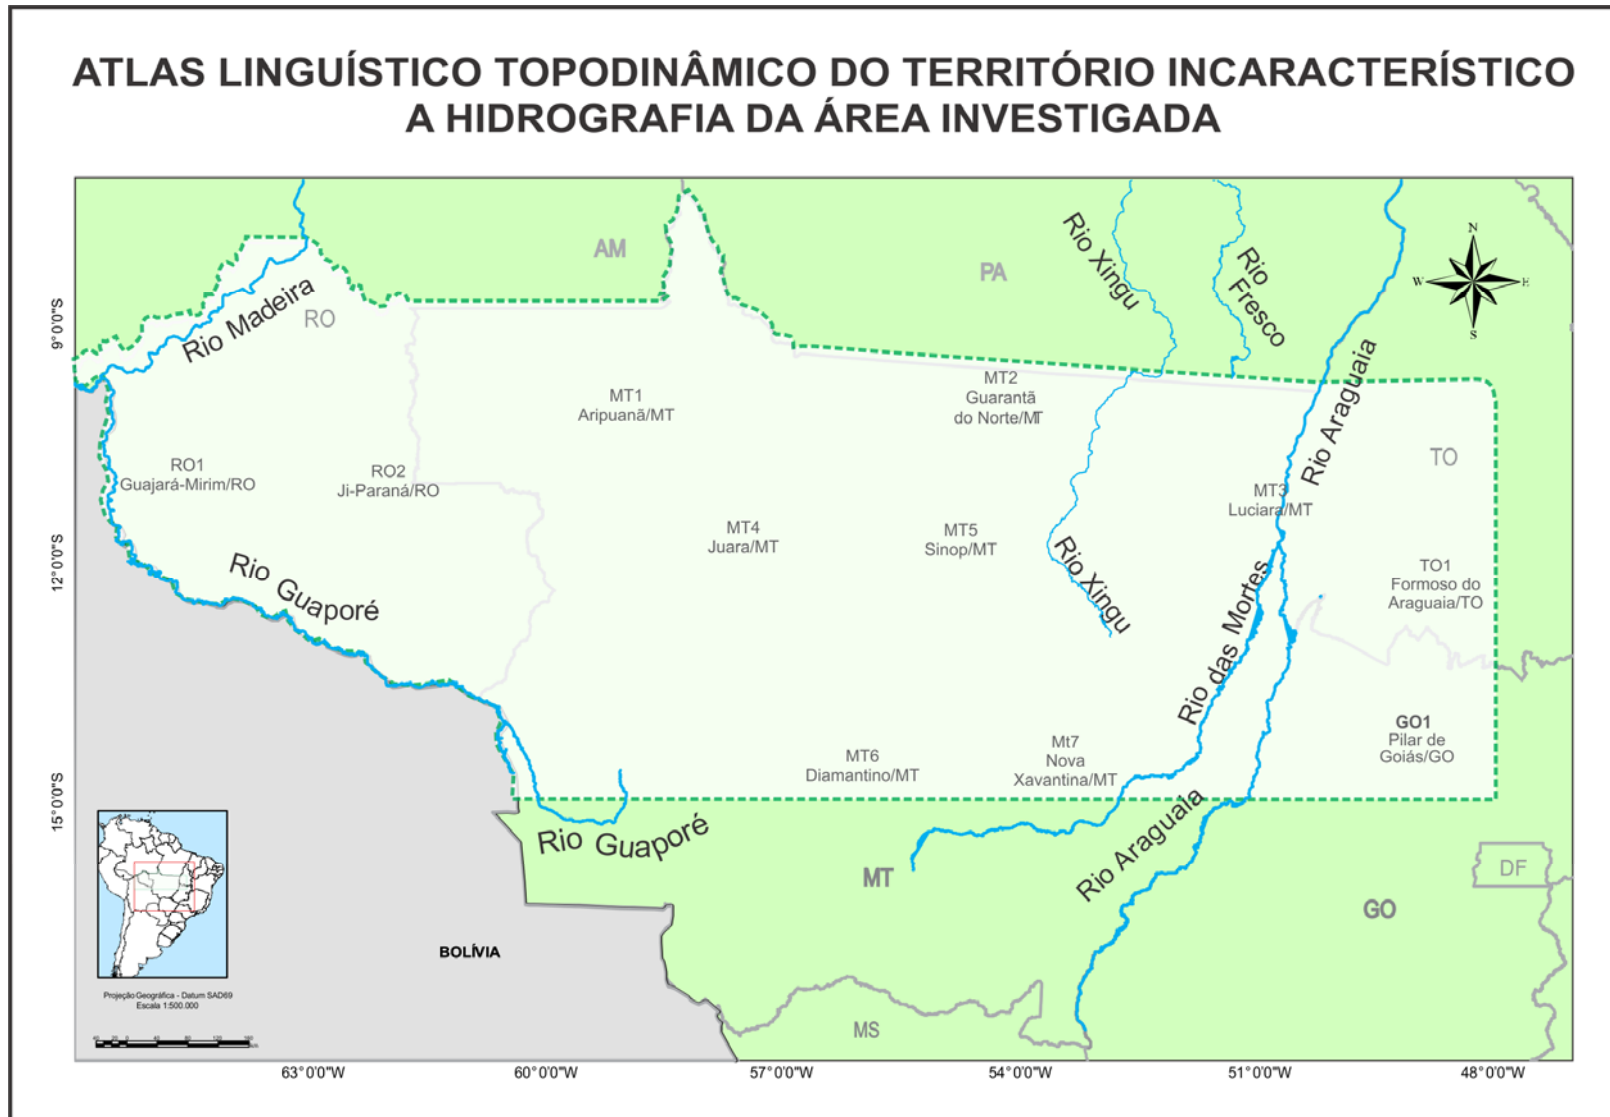 ATLAS LINGUÍSTICO TOPODINÂMICO DO TERRITÓRIO INCARACTERÍSTICO
A HIDROGRAFIA DA ÁREA INVESTIGADA
N
W
E
S
AM
PA
RO
TO
Rio Xingu
Rio
Fresco
Rio Madeira
Rio Araguaia
9°0'0"S
MT1
Aripuanã/MT
MT2
Guarantã
do Norte/MT
RO1
Guajará-Mirim/RO
RO2
Ji-Paraná/RO
MT3
Luciara/MT
MT4
Juara/MT
MT5
Sinop/MT
12°0'0"S
Rio Guaporé
Rio Xingu
Rio das Mortes
TO1
Formoso do
Araguaia/TO
GO1
Pilar de
Goiás/GO
MT6
Diamantino/MT
Mt7
Nova
Xavantina/MT
15°0'0"S
Rio Guaporé
Rio Araguaia
MT
DF
GO
BOLÍVIA
MS
Projeção Geográfica - Datum SAD69
Escala 1:500.000
63°0'0"W
60°0'0"W
57°0'0"W
54°0'0"W
51°0'0"W
48°0'0"W